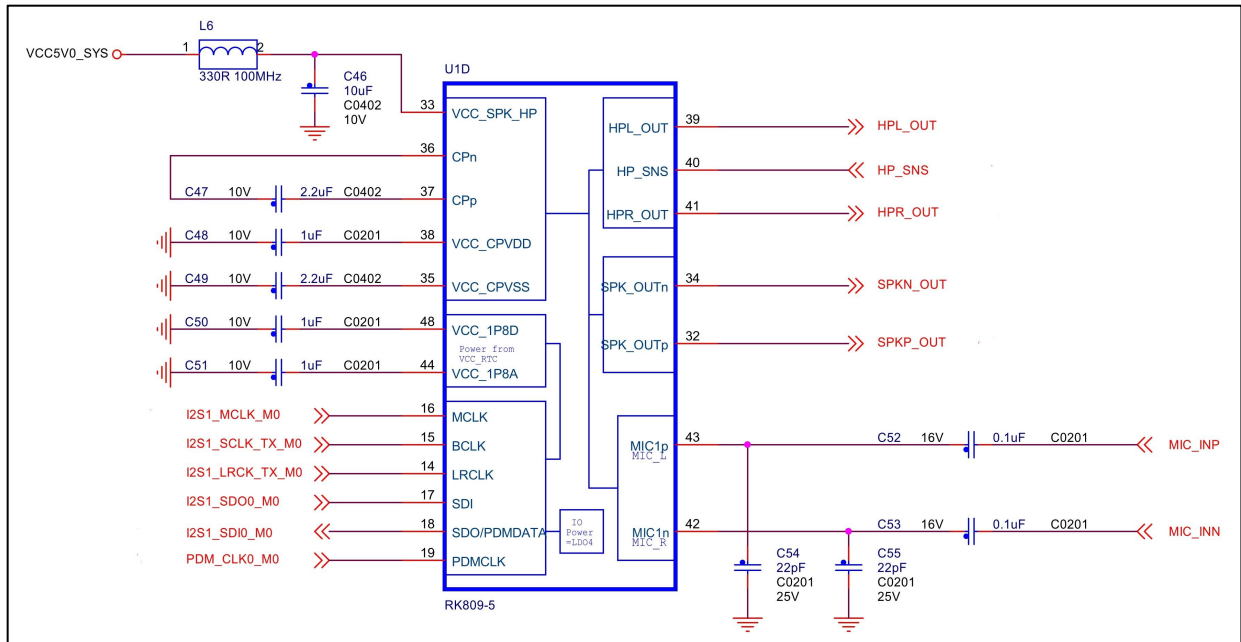 L6
VCC5V0_SYS
1
2
330R 100MHz
C46
10uF
C0402
10V
U1D
33
VCC_SPK_HP
36
CPn
C47 10V 2.2uF C0402
37
CPp
C48 10V 1uF C0201
38
VCC_CPVDD
C49 10V 2.2uF C0402
35
VCC_CPVSS
C50 10V 1uF C0201
48
VCC_1P8D
Power from
VCC_RTC
C51 10V 1uF C0201
44
VCC_1P8A
I2S1_MCLK_M0
16
MCLK
I2S1_SCLK_TX_M0
15
BCLK
I2S1_LRCK_TX_M0
14
LRCLK
I2S1_SDO0_M0
17
SDI
I2S1_SDI0_M0
18
SDO/PDMDATA
PDM_CLK0_M0
19
PDMCLK
IO
Power
=LDO4
HPL_OUT
39
HPL_OUT
HP_SNS
40
HP_SNS
HPR_OUT
41
HPR_OUT
SPK_OUTn
34
SPKN_OUT
SPK_OUTp
32
SPKP_OUT
MIC1p
MIC_L
43
C52 16V 0.1uF C0201
MIC_INP
MIC1n
MIC_R
42
C53 16V 0.1uF C0201
MIC_INN
C54
22pF
C0201
25V
C55
22pF
C0201
25V
RK809-5